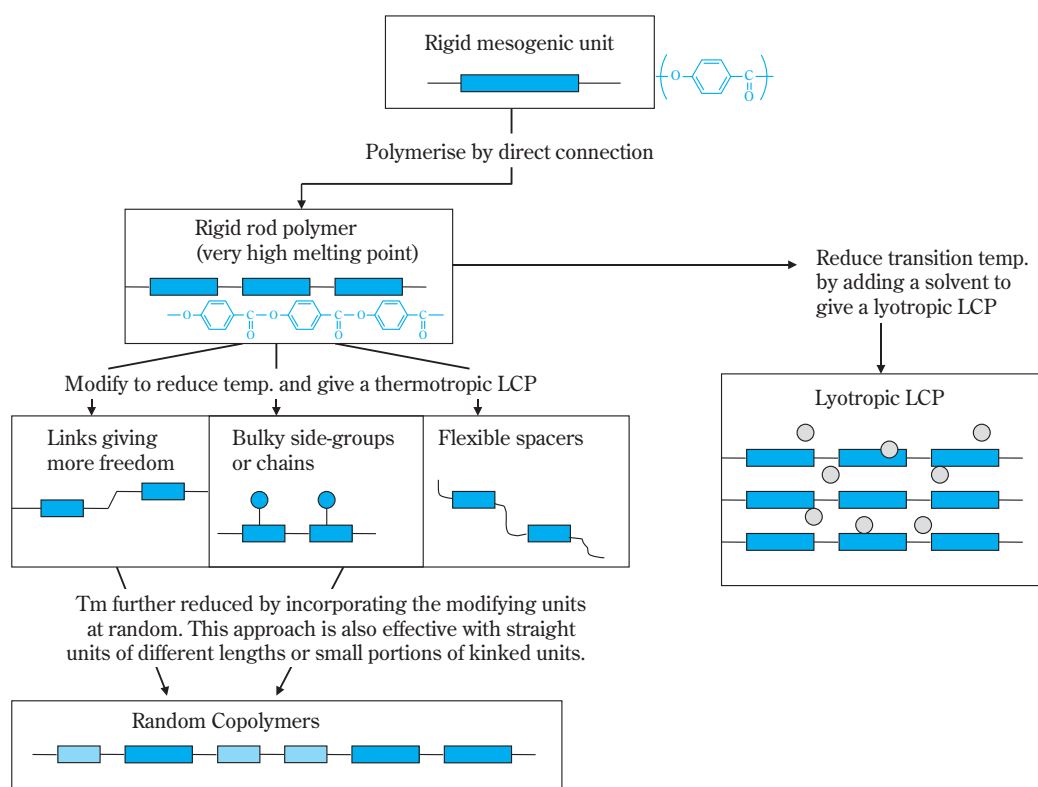 Rigid mesogenic unit
O
C
O
Polymerise by direct connection
Rigid rod polymer
(very high melting point)
O
C
O
O
C
O
O
C
O
Reduce transition temp.
by adding a solvent to
give a lyotropic LCP
Modify to reduce temp. and give a thermotropic LCP
Links giving
more freedom
Bulky side-groups
or chains
Flexible spacers
Lyotropic LCP
Tm further reduced by incorporating the modifying units
at random. This approach is also effective with straight
units of different lengths or small portions of kinked units.
Random Copolymers